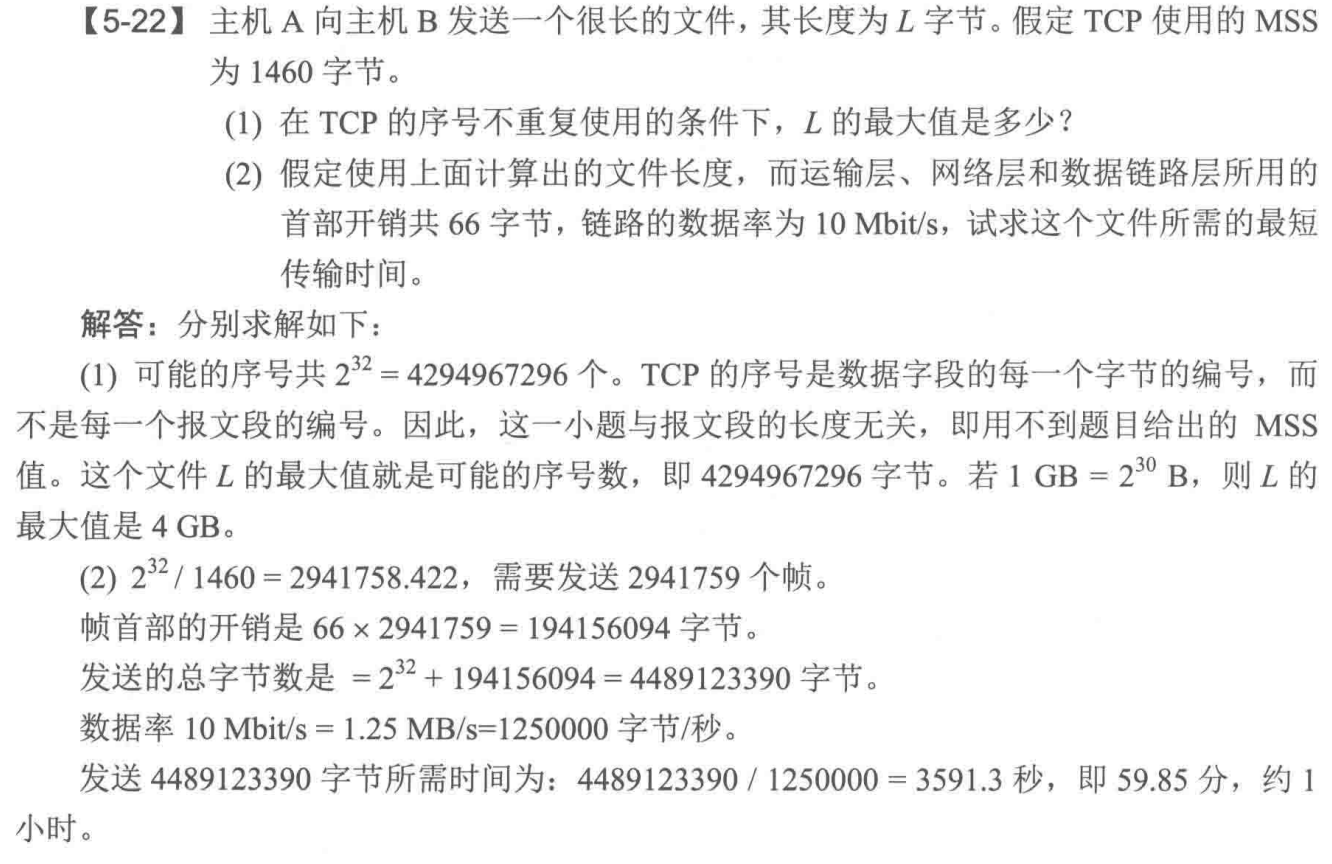 【5-22】 主机 A 向主机 B 发送一个很长的文件，其长度为 L 字节。假定 TCP 使用的 MSS
为 1460 字节。
(1) 在 TCP 的序号不重复使用的条件下，L 的最大值是多少？
(2) 假定使用上面计算出的文件长度，而运输层、网络层和数据链路层所用的
首部开销共 66 字节，链路的数据率为 10 Mbit/s，试求这个文件所需的最短
传输时间。
解答：分别求解如下：
(1) 可能的序号共 2³² = 4294967296 个。TCP 的序号是数据字段的每一个字节的编号，而
不是每一个报文段的编号。因此，这一小题与报文段的长度无关，即用不到题目给出的 MSS
值。这个文件 L 的最大值就是可能的序号数，即 4294967296 字节。若 1 GB = 2³⁰ B，则 L 的
最大值是 4 GB。
(2) 2³² / 1460 = 2941758.422，需要发送 2941759 个帧。
帧首部的开销是 66 × 2941759 = 194156094 字节。
发送的总字节数是 = 2³² + 194156094 = 4489123390 字节。
数据率 10 Mbit/s = 1.25 MB/s=1250000 字节/秒。
发送 4489123390 字节所需时间为：4489123390 / 1250000 = 3591.3 秒，即 59.85 分，约 1
小时。